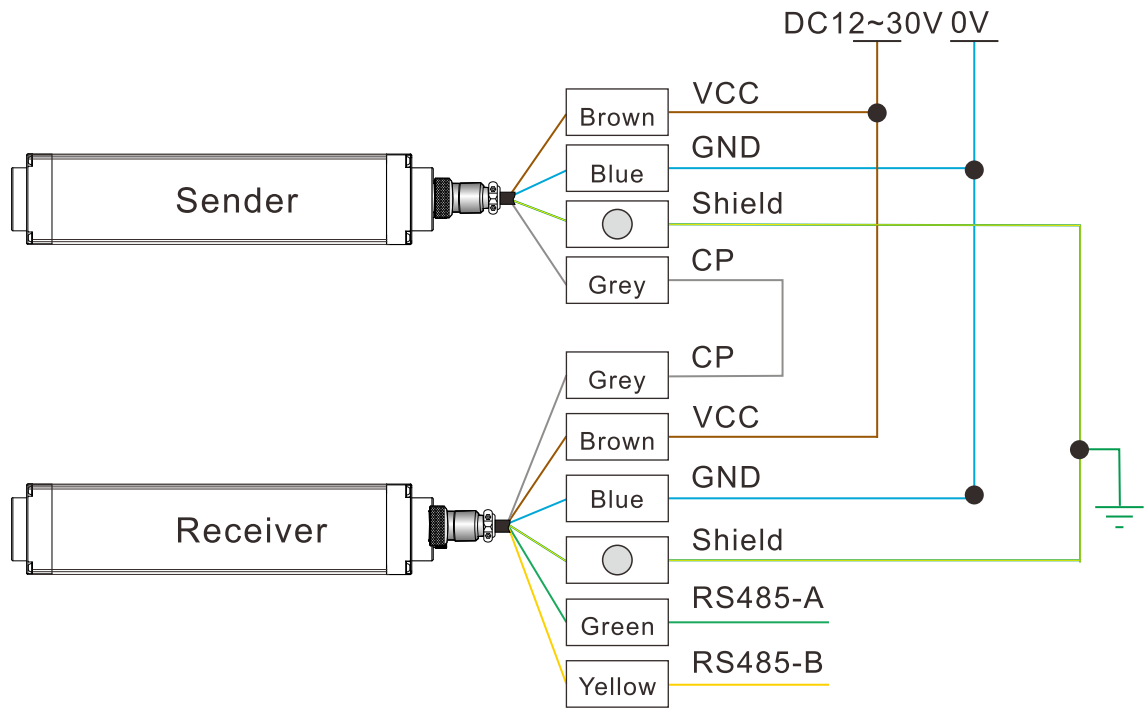 DC12~30V 0V
VCC
Brown
GND
Blue
Sender
Shield
CP
Grey
CP
Grey
VCC
Brown
GND
Blue
Receiver
Shield
RS485-A
Green
RS485-B
Yellow